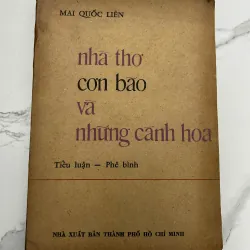 MAI QUỐC LIÊN
nhà thơ
cơn bão
và
những cánh hoa
Tiểu luận — Phê bình
NHÀ XUẤT BẢN THÀNH PHỐ HỒ CHÍ MINH